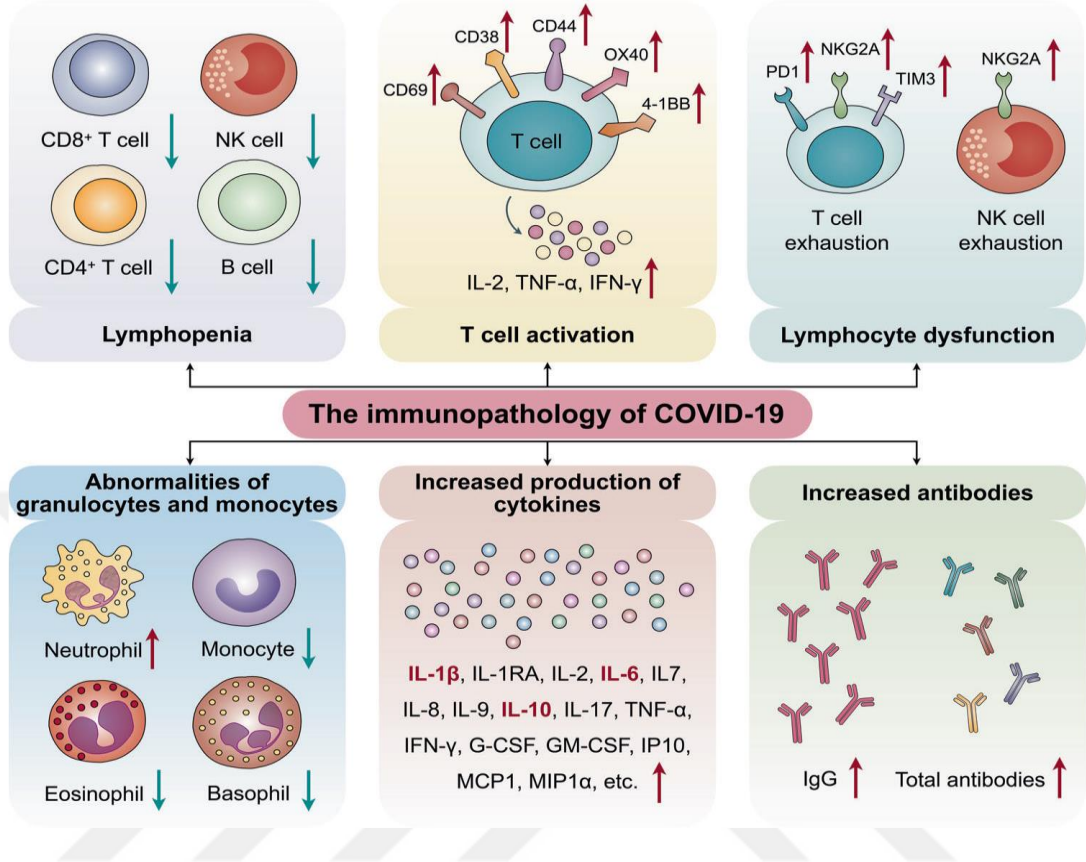 CD8⁺ T cell
NK cell
CD4⁺ T cell
B cell
Lymphopenia
CD69
CD38
CD44
OX40
4-1BB
T cell
IL-2, TNF-α, IFN-γ
T cell activation
PD1
NKG2A
TIM3
NKG2A
T cell
exhaustion
NK cell
exhaustion
Lymphocyte dysfunction
The immunopathology of COVID-19
Abnormalities of
granulocytes and monocytes
Neutrophil
Monocyte
Eosinophil
Basophil
Increased production of
cytokines
IL-1β, IL-1RA, IL-2, IL-6, IL7,
IL-8, IL-9, IL-10, IL-17, TNF-α,
IFN-γ, G-CSF, GM-CSF, IP10,
MCP1, MIP1α, etc.
Increased antibodies
IgG
Total antibodies